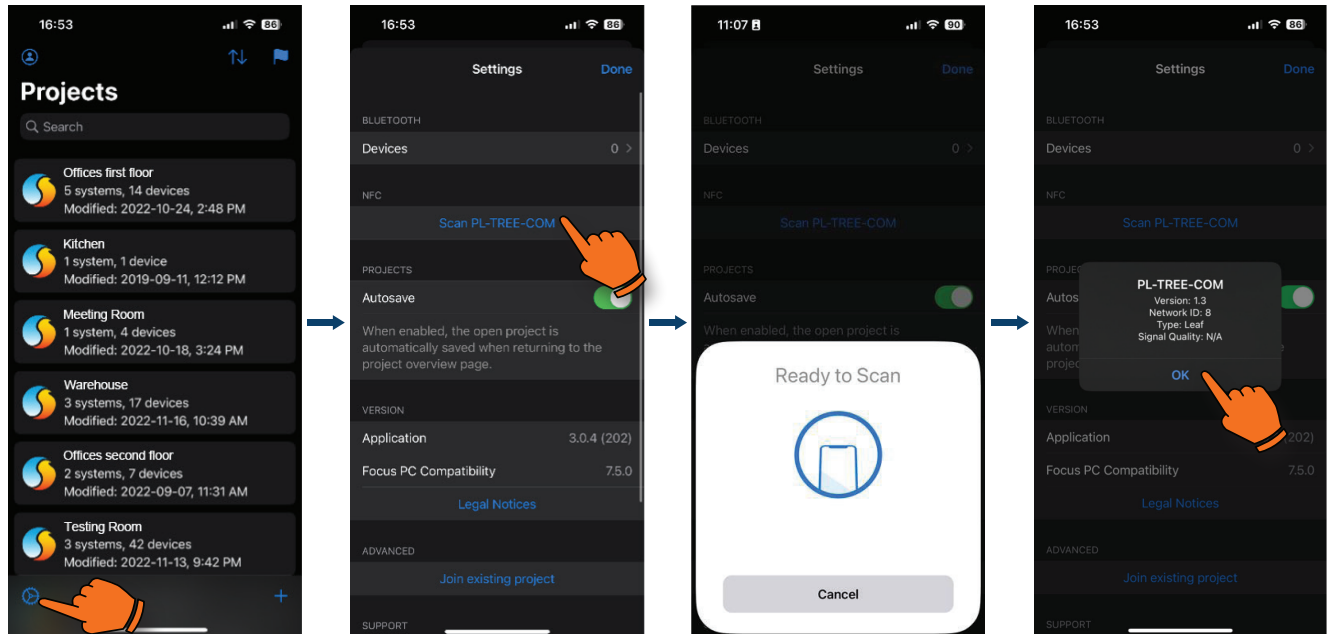 16:53
86
Projects
Search
Offices first floor
5 systems, 14 devices
Modified: 2022-10-24, 2:48 PM
Kitchen
1 system, 1 device
Modified: 2019-09-11, 12:12 PM
Meeting Room
1 system, 4 devices
Modified: 2022-10-18, 3:24 PM
Warehouse
3 systems, 17 devices
Modified: 2022-11-16, 10:39 AM
Offices second floor
2 systems, 7 devices
Modified: 2022-09-07, 11:31 AM
Testing Room
3 systems, 42 devices
Modified: 2022-11-13, 9:42 PM
16:53
86
Settings
Done
BLUETOOTH
Devices 0
NFC
Scan PL-TREE-COM
PROJECTS
Autosave
When enabled, the open project is
automatically saved when returning to the
project overview page.
VERSION
Application 3.0.4 (202)
Focus PC Compatibility 7.5.0
Legal Notices
ADVANCED
Join existing project
SUPPORT
11:07
90
Settings
Done
BLUETOOTH
Devices 0
NFC
Scan PL-TREE-COM
PROJECTS
Autosave
When enabled, the open project is
Ready to Scan
Cancel
16:53
86
Settings
Done
BLUETOOTH
Devices 0
NFC
Scan PL-TREE-COM
PROJE
Autos
When
autom
projec
PL-TREE-COM
Version: 1.3
Network ID: 8
Type: Leaf
Signal Quality: N/A
OK
VERSION
Application 202)
Focus PC Compatibility 7.5.0
Legal Notices
ADVANCED
Join existing project
SUPPORT